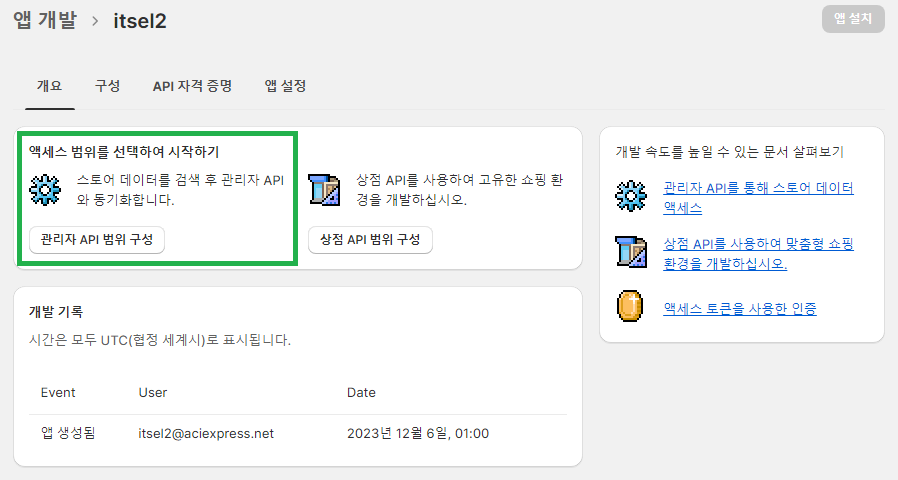 앱 개발 > itsel2
앱 설치
개요
구성
API 자격 증명
앱 설정
액세스 범위를 선택하여 시작하기
스토어 데이터를 검색 후 관리자 API
와 동기화합니다.
관리자 API 범위 구성
상점 API를 사용하여 고유한 쇼핑 환
경을 개발하십시오.
상점 API 범위 구성
개발 속도를 높일 수 있는 문서 살펴보기
관리자 API를 통해 스토어 데이터
액세스
상점 API를 사용하여 맞춤형 쇼핑
환경을 개발하십시오.
액세스 토큰을 사용한 인증
개발 기록
시간은 모두 UTC(협정 세계시)로 표시됩니다.
Event User Date
앱 생성됨 itsel2@aciexpress.net 2023년 12월 6일, 01:00